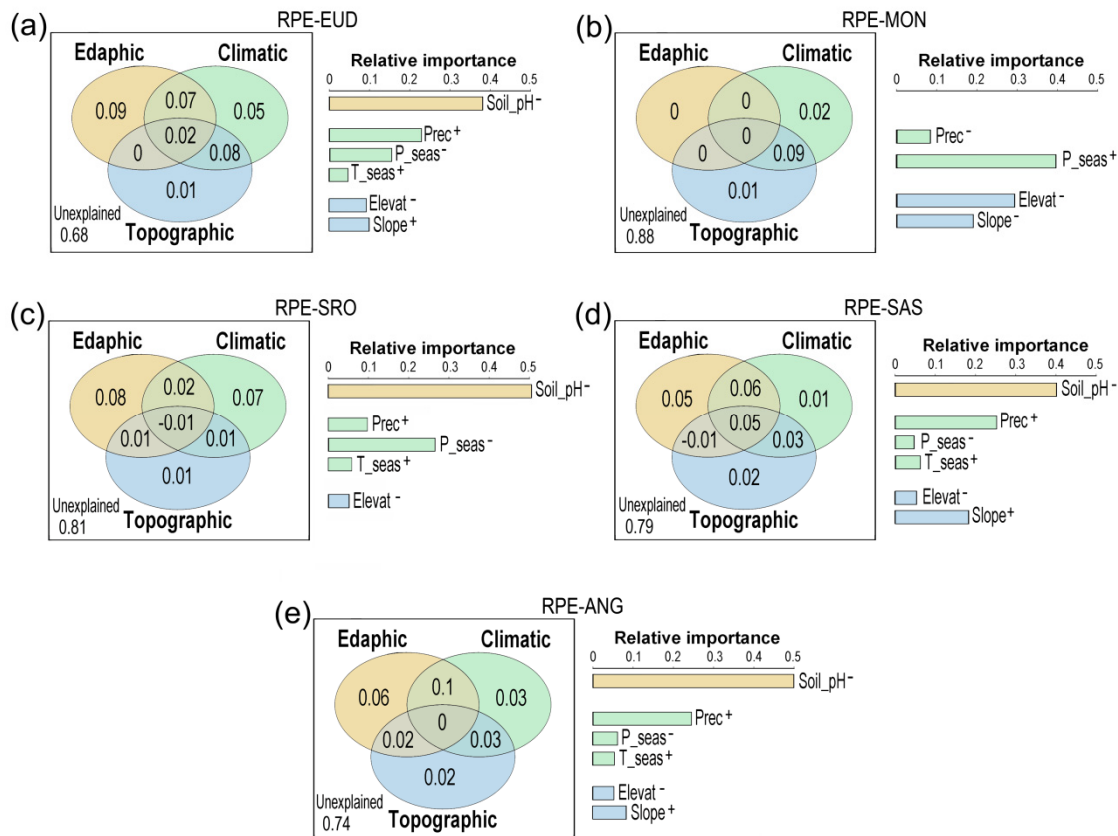 (a)
RPE-EUD
Edaphic
Climatic
0.09
0.07
0.05
0.02
0
0.08
0.01
Unexplained
0.68
Topographic
Relative importance
0 0.1 0.2 0.3 0.4 0.5
Soil_pH⁻
Prec⁺
P_seas⁻
T_seas⁺
Elevat⁻
Slope⁺
(b)
RPE-MON
Edaphic
Climatic
0
0
0.02
0
0
0.09
0.01
Unexplained
0.88
Topographic
Relative importance
0 0.1 0.2 0.3 0.4 0.5
Prec⁻
P_seas⁺
Elevat⁻
Slope⁻
(c)
RPE-SRO
Edaphic
Climatic
0.08
0.02
0.07
-0.01
0.01
0.01
0.01
Unexplained
0.81
Topographic
Relative importance
0 0.1 0.2 0.3 0.4 0.5
Soil_pH⁻
Prec⁺
P_seas⁻
T_seas⁺
Elevat⁻
(d)
RPE-SAS
Edaphic
Climatic
0.05
0.06
0.01
0.05
-0.01
0.03
0.02
Unexplained
0.79
Topographic
Relative importance
0 0.1 0.2 0.3 0.4 0.5
Soil_pH⁻
Prec⁺
P_seas⁻
T_seas⁺
Elevat⁻
Slope⁺
(e)
RPE-ANG
Edaphic
Climatic
0.06
0.1
0.03
0
0.02
0.03
0.02
Unexplained
0.74
Topographic
Relative importance
0 0.1 0.2 0.3 0.4 0.5
Soil_pH⁻
Prec⁺
P_seas⁻
T_seas⁺
Elevat⁻
Slope⁺